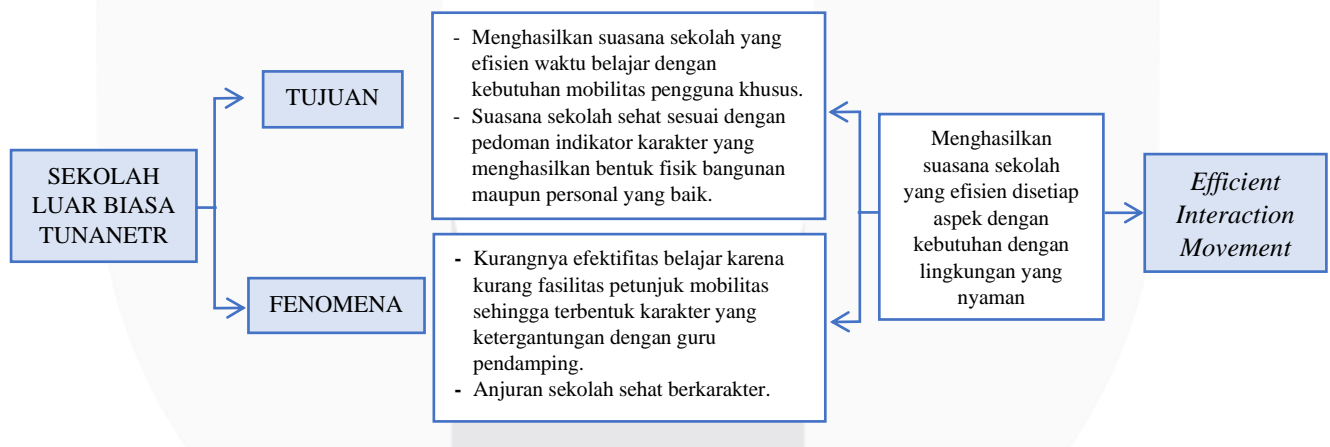 SEKOLAH
LUAR BIASA
TUNANETR
TUJUAN
FENOMENA
- Menghasilkan suasana sekolah yang
efisien waktu belajar dengan
kebutuhan mobilitas pengguna khusus.
- Suasana sekolah sehat sesuai dengan
pedoman indikator karakter yang
menghasilkan bentuk fisik bangunan
maupun personal yang baik.
- Kurangnya efektifitas belajar karena
kurang fasilitas petunjuk mobilitas
sehingga terbentuk karakter yang
ketergantungan dengan guru
pendamping.
- Anjuran sekolah sehat berkarakter.
Menghasilkan
suasana sekolah
yang efisien disetiap
aspek dengan
kebutuhan dengan
lingkungan yang
nyaman
Efficient
Interaction
Movement